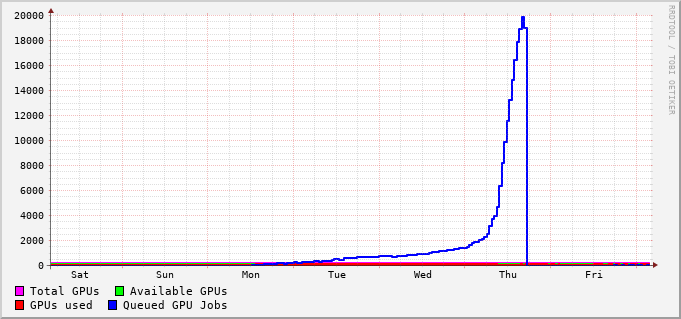 20000
18000
16000
14000
12000
10000
8000
6000
4000
2000
0
Sat Sun Mon Tue Wed Thu Fri
Total GPUs Available GPUs
GPUs used Queued GPU Jobs
RRDTOOL / TOBI OETIKER